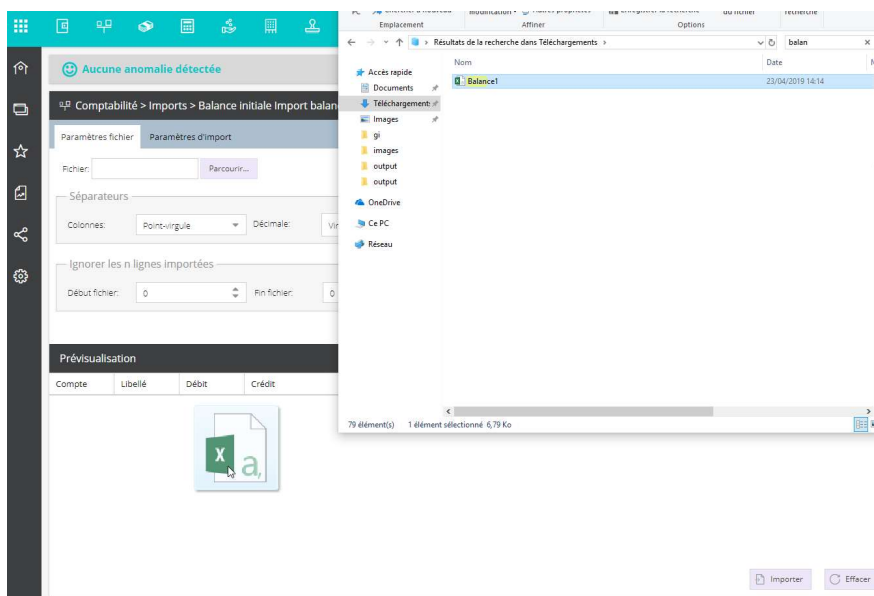 Emplacement
Affiner
Options
Résultats de la recherche dans Téléchargements
balan
Aucune anomalie détectée
Comptabilité > Imports > Balance initiale Import balan
Paramètres fichier
Paramètres d'import
Fichier:
Parcourir...
Séparateurs
Colonnes:
Point-virgule
Décimale:
Vir
Ignorer les n lignes importées
Début fichier:
0
Fin fichier:
0
Prévisualisation
Compte
Libellé
Débit
Crédit
X
a,
Nom
Date
Accès rapide
Documents
Téléchargement:
Images
gi
images
output
output
OneDrive
Ce PC
Réseau
Balance1
23/04/2019 14:14
79 élément(s)
1 élément sélectionné 6,79 Ko
Importer
Effacer